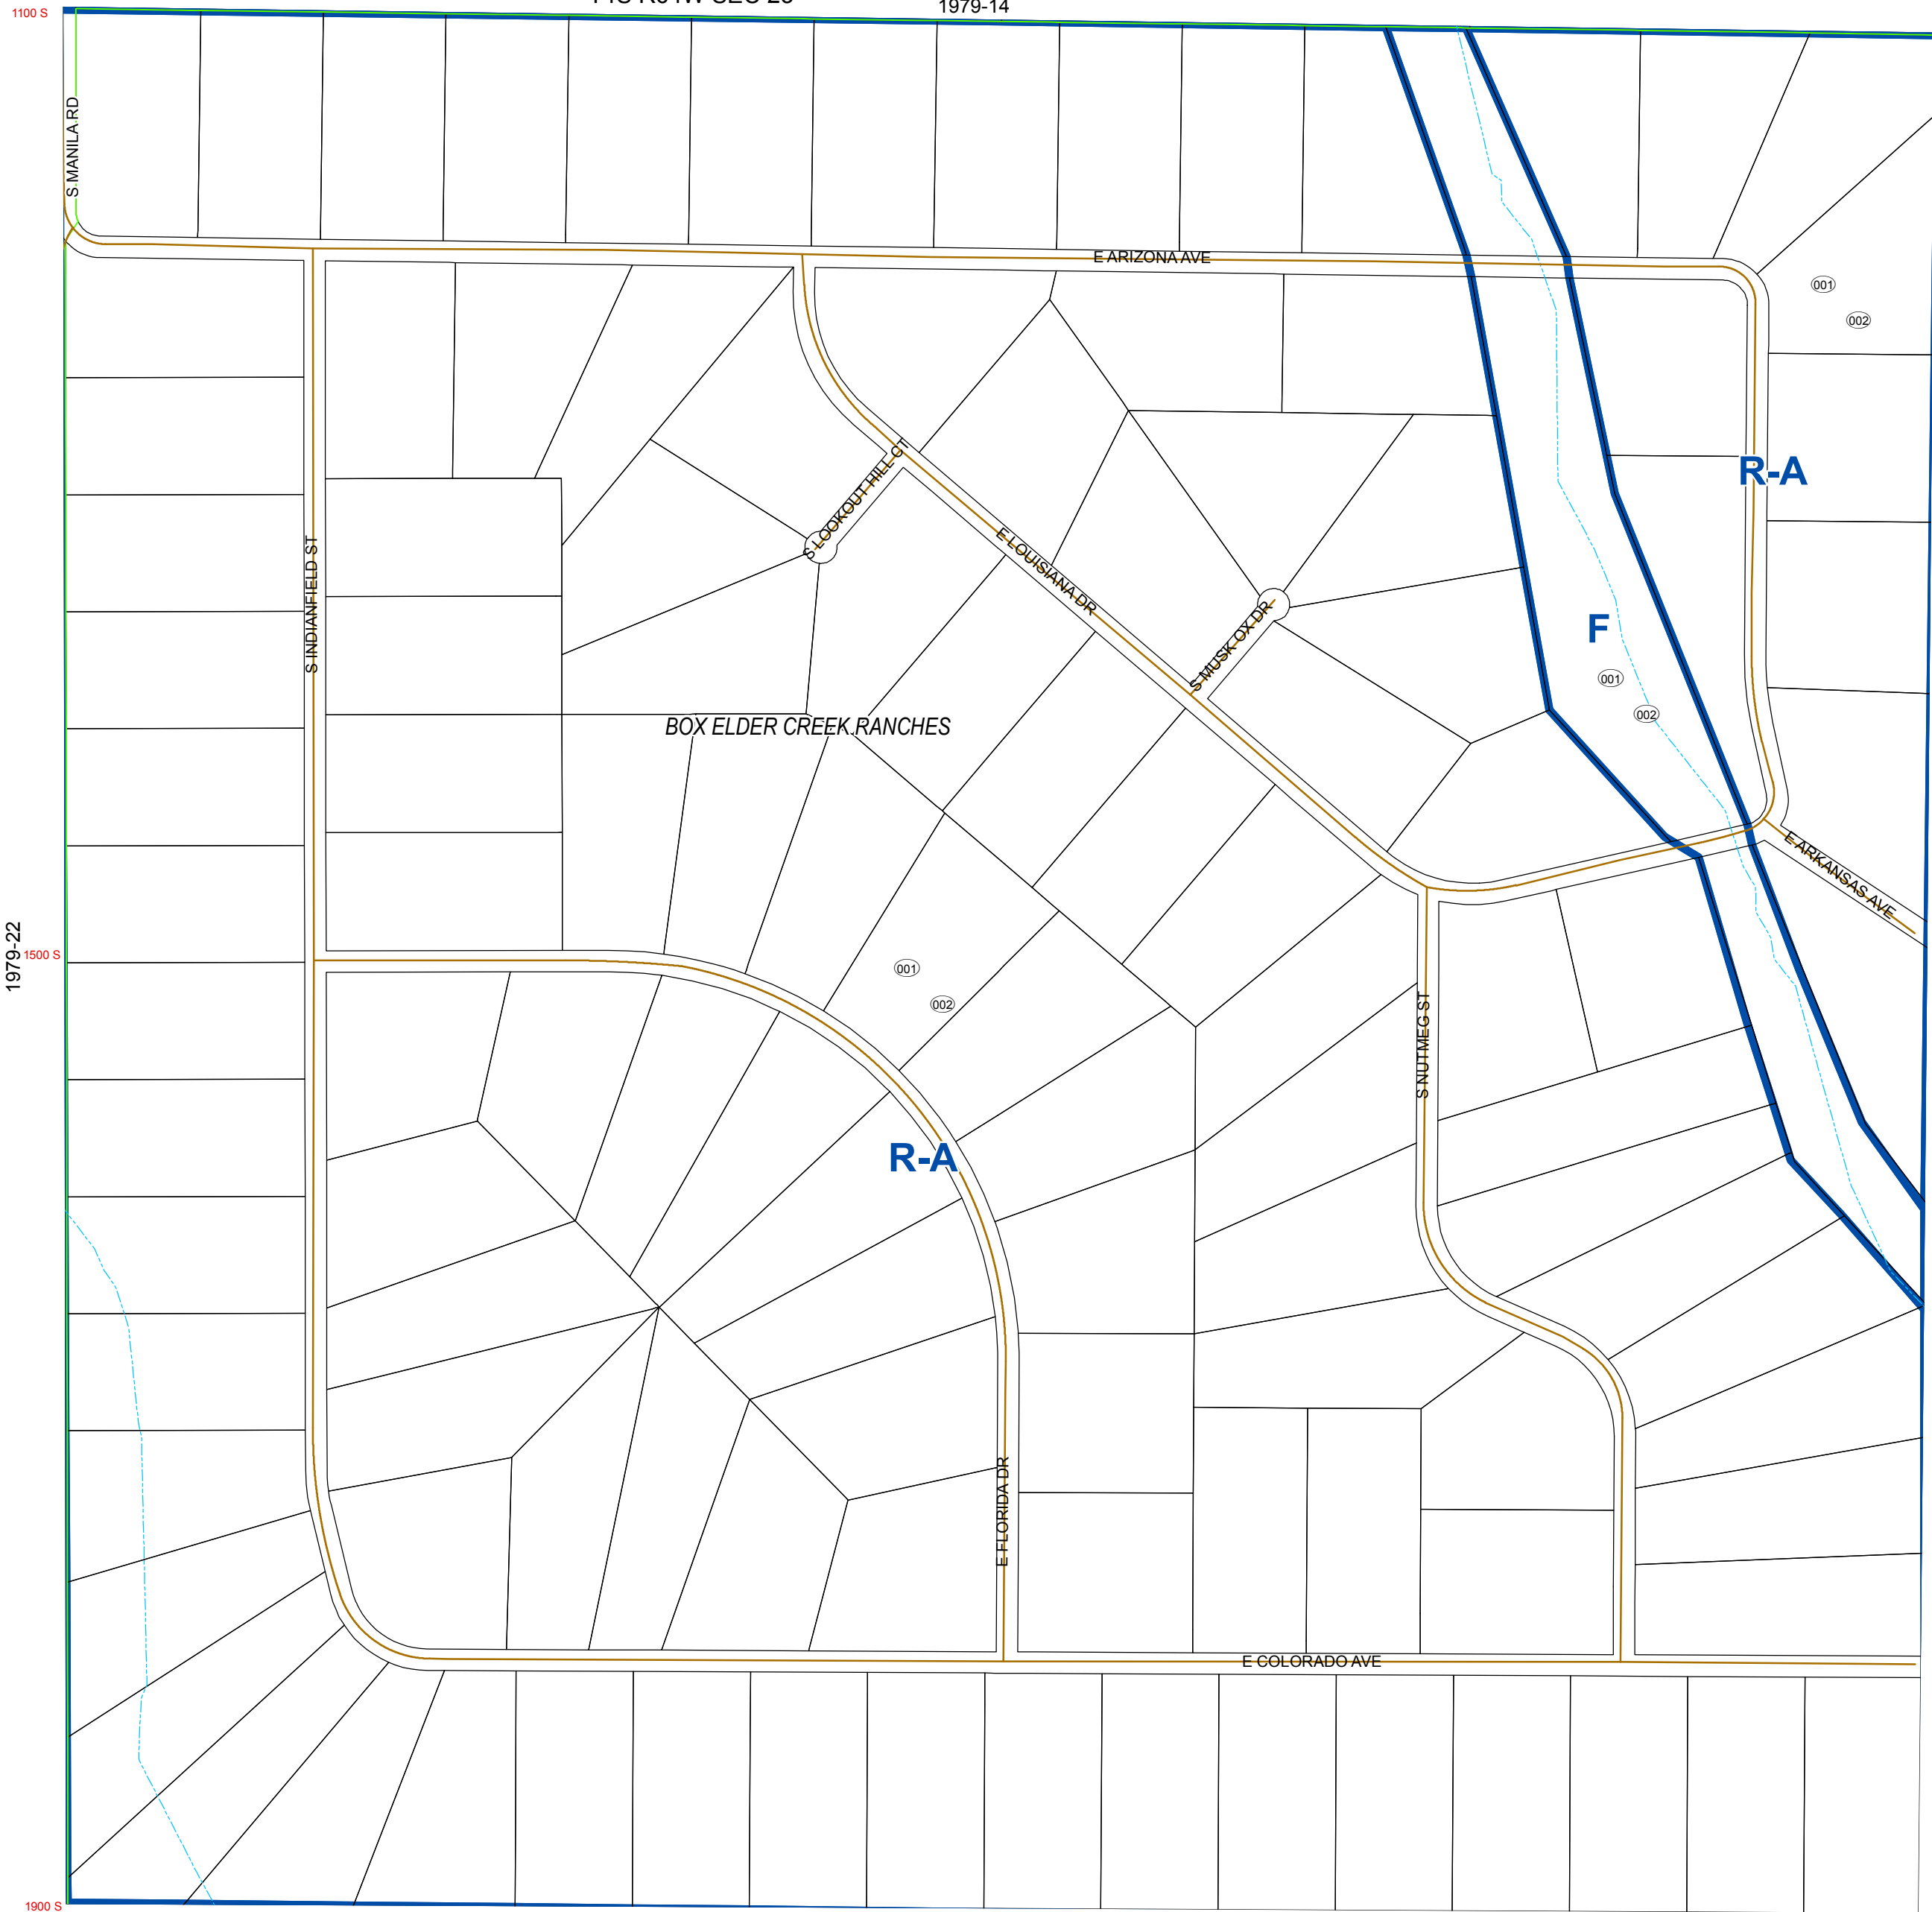 1979-14
1100 S
S MANILA RD
E ARIZONA AVE
001
002
R-A
S LOOKOUT HILL CT
E LOUISIANA DR
S INDIANFIELD ST
S MUSK OX DR
F
001
002
BOX ELDER CREEK RANCHES
E ARKANSAS AVE
1979-22
1500 S
001
002
S NUTMEG ST
R-A
E FLORIDA DR
E COLORADO AVE
1900 S